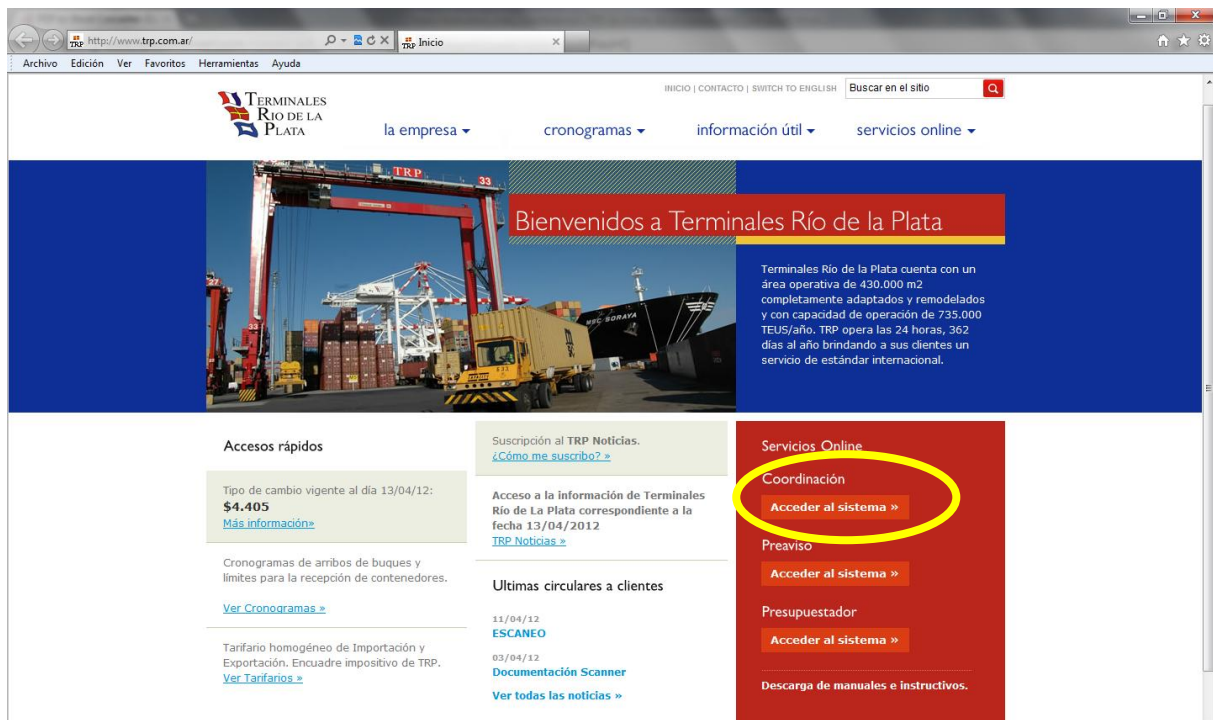 http://www.trp.com.ar/
TRP Inicio
Archivo Edición Ver Favoritos Herramientas Ayuda
TERMINALES
RIO DE LA
PLATA
INICIO | CONTACTO | SWITCH TO ENGLISH
Buscar en el sitio
la empresa
cronogramas
información útil
servicios online
TRP
33
Bienvenidos a Terminales Río de la Plata
MSC SORAYA
33
Terminales Río de la Plata cuenta con un
área operativa de 430.000 m2
completamente adaptados y remodelados
y con capacidad de operación de 735.000
TEUS/año. TRP opera las 24 horas, 362
días al año brindando a sus clientes un
servicio de estándar internacional.
Accesos rápidos
Tipo de cambio vigente al día 13/04/12:
$4.405
Más información»
Cronogramas de arribos de buques y
límites para la recepción de contenedores.
Ver Cronogramas »
Tarifario homogéneo de Importación y
Exportación. Encuadre impositivo de TRP.
Ver Tarifarios »
Suscripción al TRP Noticias.
¿Cómo me suscribo? »
Acceso a la información de Terminales
Río de La Plata correspondiente a la
fecha 13/04/2012
TRP Noticias »
Ultimas circulares a clientes
11/04/12
ESCANEO
03/04/12
Documentación Scanner
Ver todas las noticias »
Servicios Online
Coordinación
Acceder al sistema »
Preaviso
Acceder al sistema »
Presupuestador
Acceder al sistema »
Descarga de manuales e instructivos.